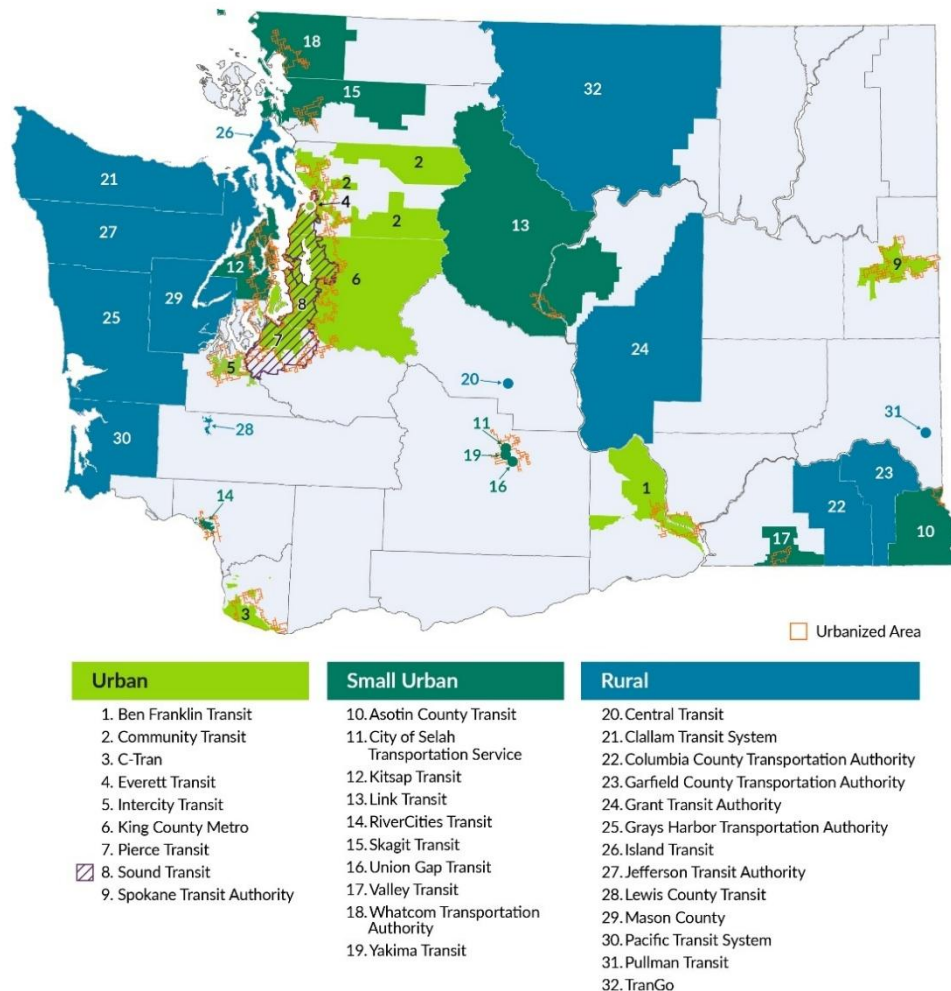 18
15
32
26
2
21
2
4
2
27
13
12
6
9
29
8
25
24
7
5
20
31
28
30
11
19
23
1
16
22
14
10
17
3
Urbanized Area
Urban
1. Ben Franklin Transit
2. Community Transit
3. C-Tran
4. Everett Transit
5. Intercity Transit
6. King County Metro
7. Pierce Transit
8. Sound Transit
9. Spokane Transit Authority
Small Urban
10. Asotin County Transit
11. City of Selah
Transportation Service
12. Kitsap Transit
13. Link Transit
14. RiverCities Transit
15. Skagit Transit
16. Union Gap Transit
17. Valley Transit
18. Whatcom Transportation
Authority
19. Yakima Transit
Rural
20. Central Transit
21. Clallam Transit System
22. Columbia County Transportation Authority
23. Garfield County Transportation Authority
24. Grant Transit Authority
25. Grays Harbor Transportation Authority
26. Island Transit
27. Jefferson Transit Authority
28. Lewis County Transit
29. Mason County
30. Pacific Transit System
31. Pullman Transit
32. TranGo